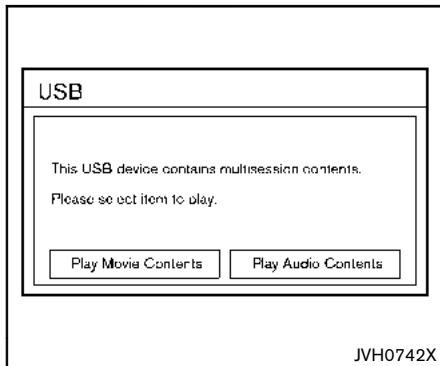 USB
This USB device contains multisession contents.
Please select item to play.
Play Movie Contents
Play Audio Contents
JVH0742X